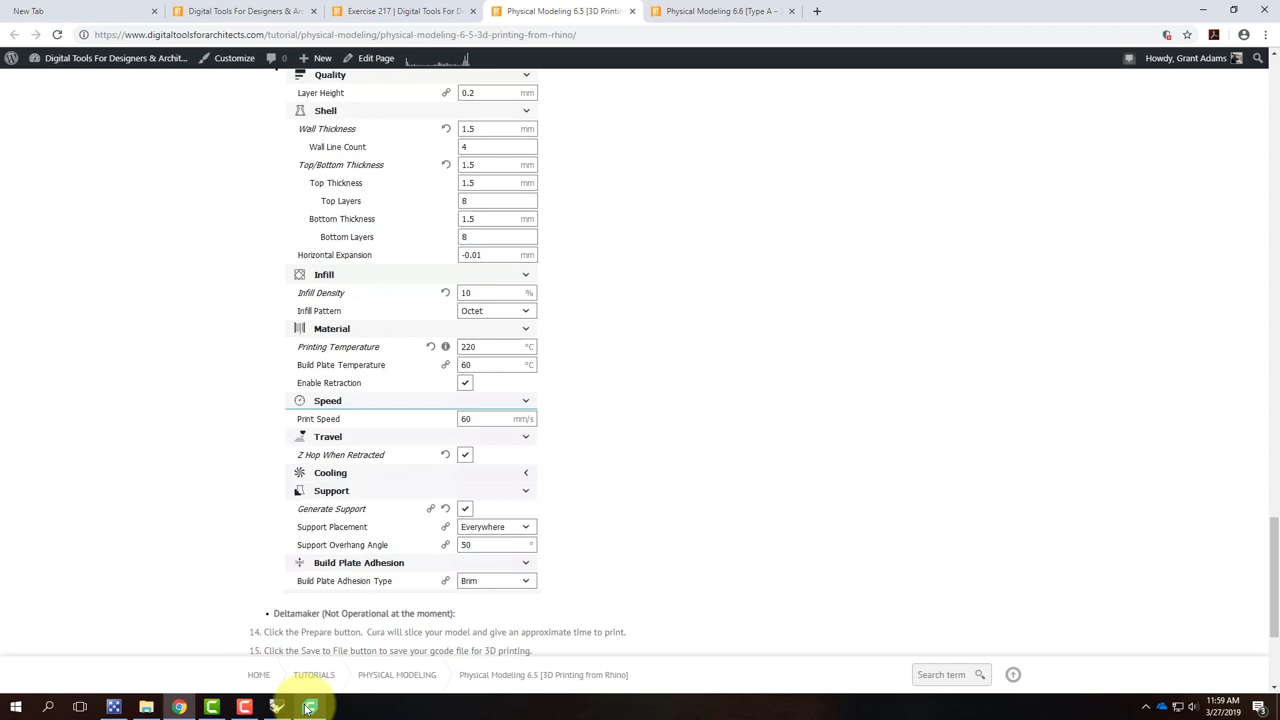 New Tab
Digital Tools For Designers & Ar
Exercise 217 | Digital Tools For D
Physical Modeling 6.5 [3D Printin
Physical Modeling 6.6 [Type A –
https://www.digitaltoolsforarchitects.com/tutorial/physical-modeling/physical-modeling-6-5-3d-printing-from-rhino/
Digital Tools For Designers & Archit...
Customize
0
New
Edit Page
Howdy, Grant Adams
Quality
Layer Height 0.2 mm
Shell
Wall Thickness 1.5 mm
Wall Line Count 4
Top/Bottom Thickness 1.5 mm
Top Thickness 1.5 mm
Top Layers 8
Bottom Thickness 1.5 mm
Bottom Layers 8
Horizontal Expansion -0.01 mm
Infill
Infill Density 10 %
Infill Pattern Octet
Material
Printing Temperature 220 °C
Build Plate Temperature 60 °C
Enable Retraction
Speed
Print Speed 60 mm/s
Travel
Z Hop When Retracted
Cooling
Support
Generate Support
Support Placement Everywhere
Support Overhang Angle 50 °
Build Plate Adhesion
Build Plate Adhesion Type Brim
• Deltamaker (Not Operational at the moment):
14. Click the Prepare button. Cura will slice your model and give an approximate time to print.
15. Click the Save to File button to save your gcode file for 3D printing.
HOME
TUTORIALS
PHYSICAL MODELING
Physical Modeling 6.5 [3D Printing from Rhino]
Search term
11:59 AM
3/27/2019